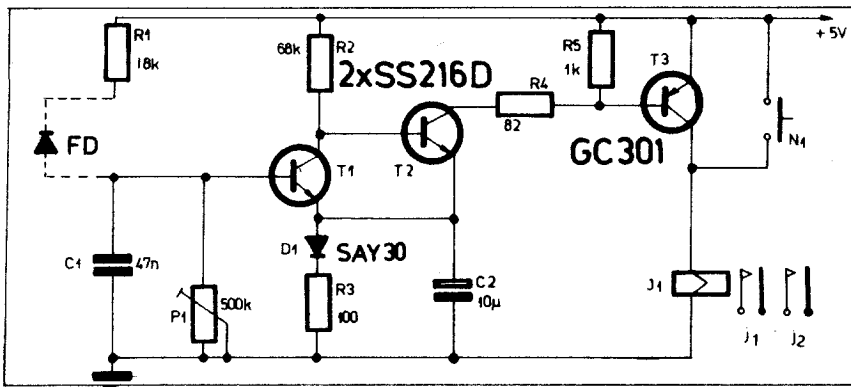 R1
18k
68k
R2
2xSS216D
R5
1k
T3
+5V
R4
82
FD
T1
T2
GC301
N1
C1
47n
D1
SAY30
P1
500k
R3
100
C2
10µ
J1
j1
j2